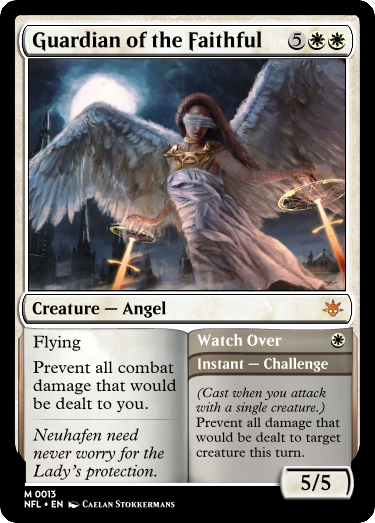 Guardian of the Faithful 5
Creature — Angel
Flying
Prevent all combat
damage that would
be dealt to you.
Neuhafen need
never worry for the
Lady's protection.
Watch Over
Instant — Challenge
(Cast when you attack
with a single creature.)
Prevent all damage that
would be dealt to target
creature this turn.
5/5
M 0013
NFL • EN Caelan Stokkermans